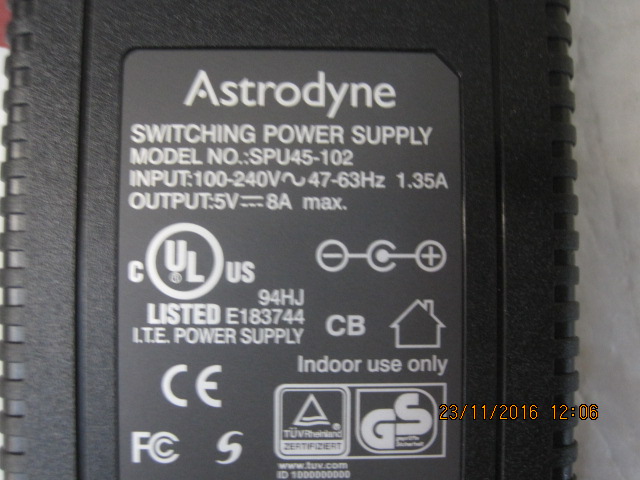 Astrodyne
SWITCHING POWER SUPPLY
MODEL NO.:SPU45-102
INPUT:100-240V~47-63Hz 1.35A
OUTPUT:5V⎓8A max.
C UL US
LISTED
94HJ
E183744
I.T.E. POWER SUPPLY
CB
Indoor use only
CE
FC S
TÜVRheinland
ZERTIFIZIERT
GS
geprüfte
Sicherheit
www.tuv.com
ID 1000000000
23/11/2016 12:06